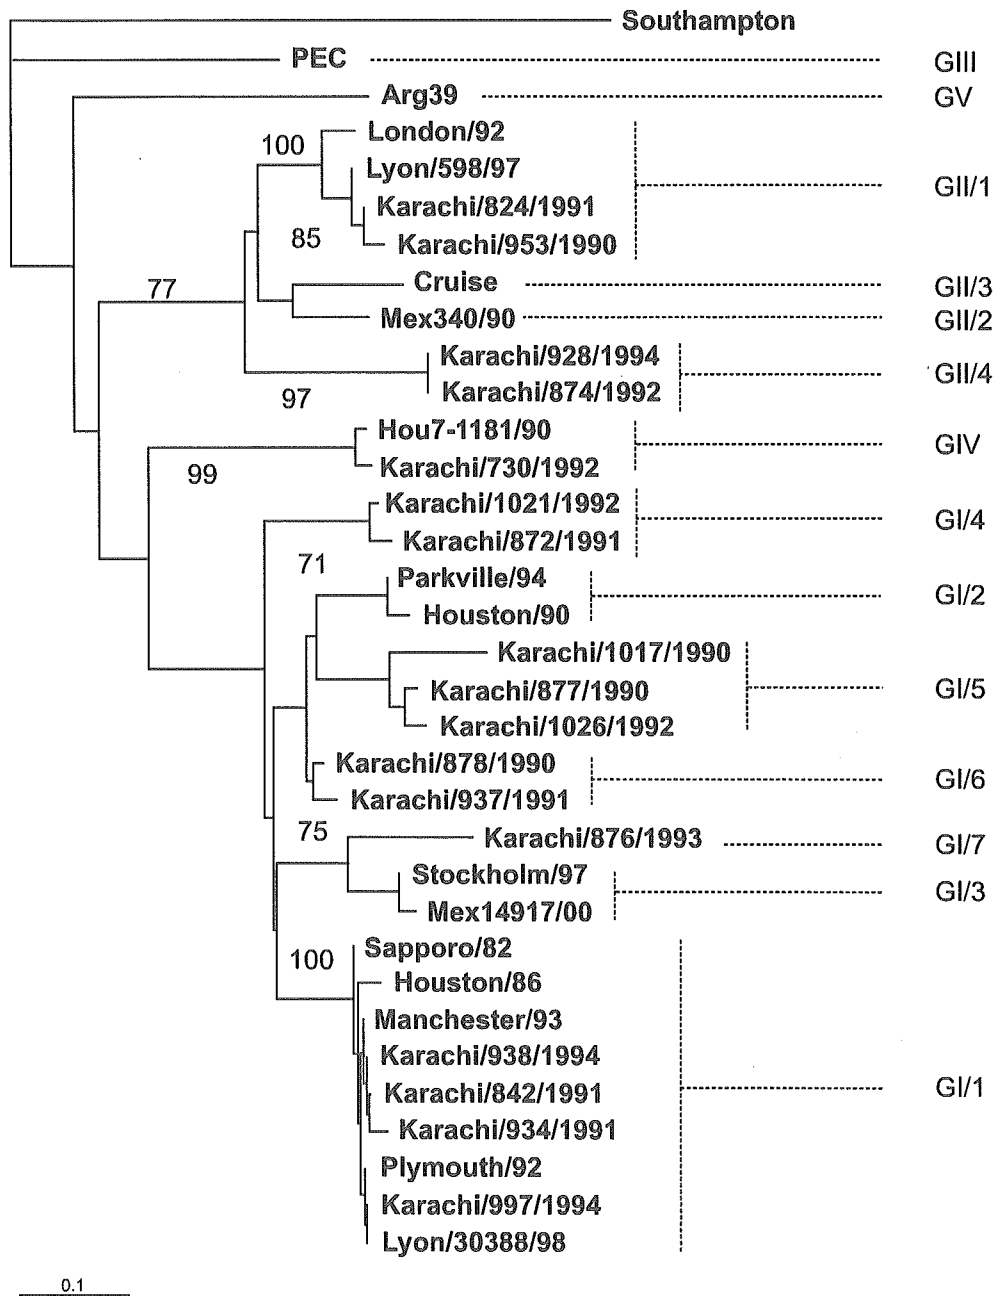 Southampton
PEC GIII
Arg39 GV
London/92
100
Lyon/598/97
GII/1
Karachi/824/1991
85
Karachi/953/1990
Cruise GII/3
77
Mex340/90 GII/2
Karachi/928/1994
GII/4
Karachi/874/1992
97
Hou7-1181/90
GIV
Karachi/730/1992
99
Karachi/1021/1992
GI/4
Karachi/872/1991
71
Parkville/94
GI/2
Houston/90
Karachi/1017/1990
Karachi/877/1990 GI/5
Karachi/1026/1992
Karachi/878/1990
GI/6
Karachi/937/1991
75
Karachi/876/1993 GI/7
Stockholm/97
GI/3
Mex14917/00
Sapporo/82
100
Houston/86
Manchester/93
Karachi/938/1994
GI/1
Karachi/842/1991
Karachi/934/1991
Plymouth/92
Karachi/997/1994
Lyon/30388/98
0.1